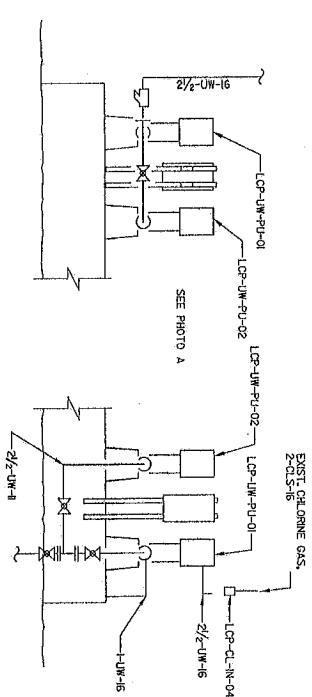 2½-UW-16
LCP-UW-PU-01
LCP-UW-PU-02
SEE PHOTO A
LCP-UW-PU-02
LCP-UW-PU-01
EXIST. CHLORINE GAS,
2-CLS-16
LCP-CL-IN-04
2½-UW-16
1-UW-16
2½-UW-11